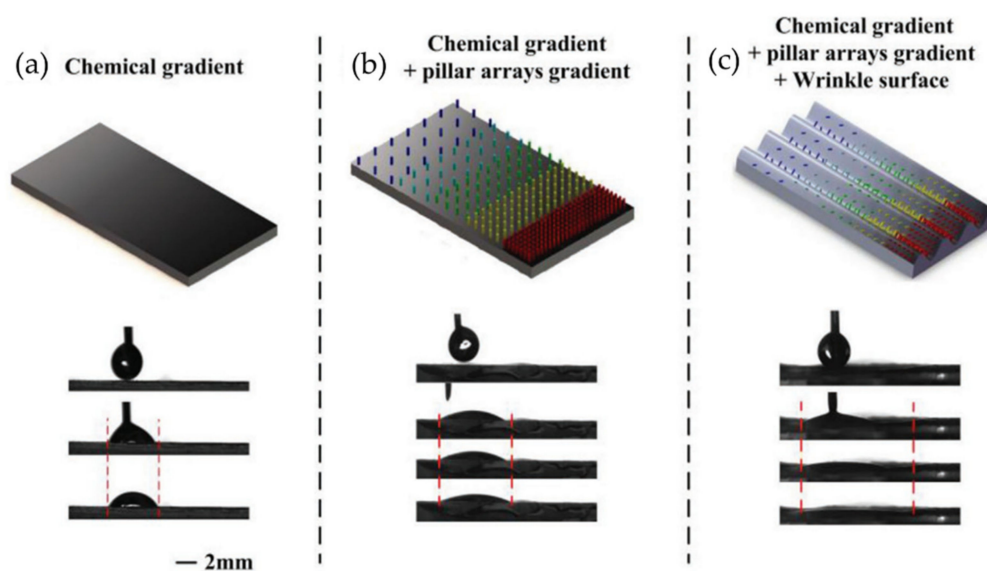 (a) Chemical gradient
(b) Chemical gradient
+ pillar arrays gradient
(c) Chemical gradient
+ pillar arrays gradient
+ Wrinkle surface
2mm